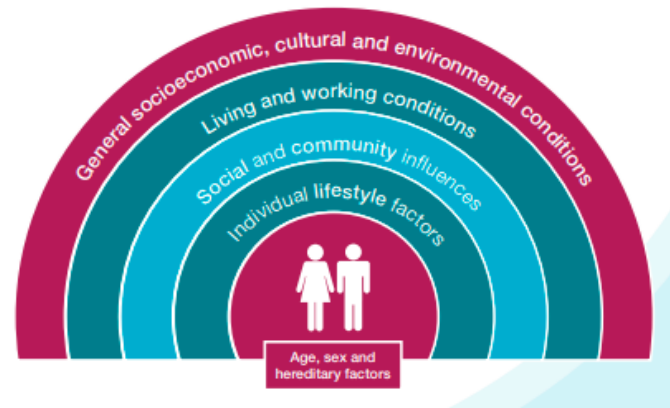 General socioeconomic, cultural and environmental conditions
Living and working conditions
Social and community influences
Individual lifestyle factors
Age, sex and
hereditary factors